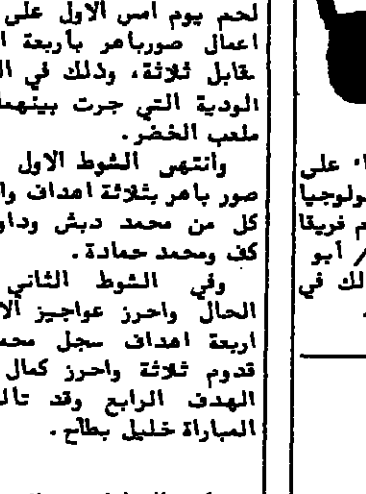 لحم يوم امس الاول على
اعمال صورباهر بأربعة ا
مقابل ثلاثة، وذلك في ال
الودية التي جرت بينهما
ملعب الخضر.
وانتهى الشوط الاول
صور باهر بثلاثة اهداف وا
كل من محمد دبش وداو
كف ومحمد حمادة.
وفي الشوط الثاني
الحال واحرز عواجيز الا
اربعة اهداف سجل محم
قدوم ثلاثة واحرز كمال
الهدف الرابع وقد تال
المباراة خليل بطاح.
على
ولوجيا
م فريقا
/ أبو
لك في